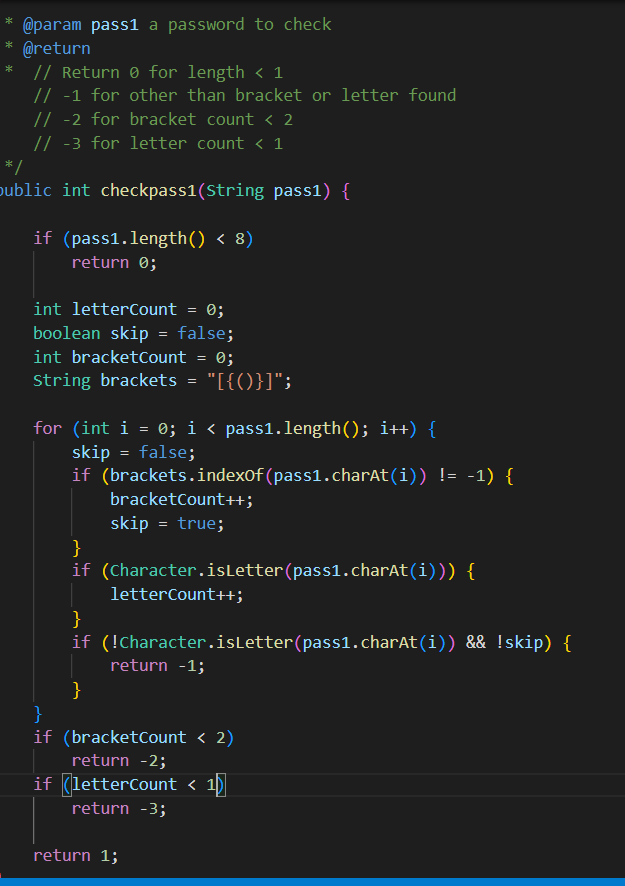 * @param pass1 a password to check
* @return
*  // Return 0 for length < 1
   // -1 for other than bracket or letter found
   // -2 for bracket count < 2
   // -3 for letter count < 1
*/
public int checkpass1(String pass1) {
    if (pass1.length() < 8)
        return 0;
    int letterCount = 0;
    boolean skip = false;
    int bracketCount = 0;
    String brackets = "[{()}]";
    for (int i = 0; i < pass1.length(); i++) {
        skip = false;
        if (brackets.indexOf(pass1.charAt(i)) != -1) {
            bracketCount++;
            skip = true;
        }
        if (Character.isLetter(pass1.charAt(i))) {
            letterCount++;
        }
        if (!Character.isLetter(pass1.charAt(i)) && !skip) {
            return -1;
        }
    }
    if (bracketCount < 2)
        return -2;
    if (letterCount < 1)
        return -3;
    return 1;